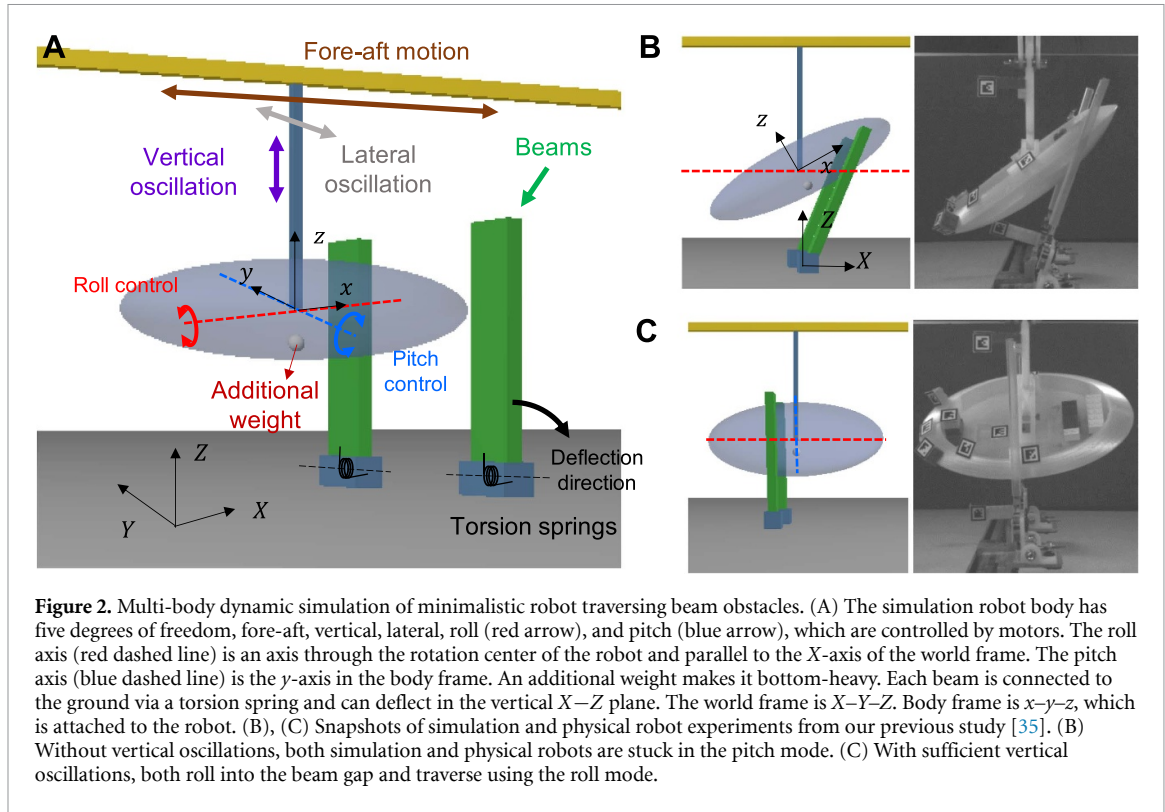 A
Fore-aft motion
Vertical
oscillation
Lateral
oscillation
Beams
z
y
x
Roll control
Pitch
control
Additional
weight
Deflection
direction
Torsion springs
Z
Y
X
B
z
x
Z
X
C
Figure 2. Multi-body dynamic simulation of minimalistic robot traversing beam obstacles. (A) The simulation robot body has
five degrees of freedom, fore-aft, vertical, lateral, roll (red arrow), and pitch (blue arrow), which are controlled by motors. The roll
axis (red dashed line) is an axis through the rotation center of the robot and parallel to the X-axis of the world frame. The pitch
axis (blue dashed line) is the y-axis in the body frame. An additional weight makes it bottom-heavy. Each beam is connected to
the ground via a torsion spring and can deflect in the vertical X−Z plane. The world frame is X–Y–Z. Body frame is x–y–z, which
is attached to the robot. (B), (C) Snapshots of simulation and physical robot experiments from our previous study [35]. (B)
Without vertical oscillations, both simulation and physical robots are stuck in the pitch mode. (C) With sufficient vertical
oscillations, both roll into the beam gap and traverse using the roll mode.